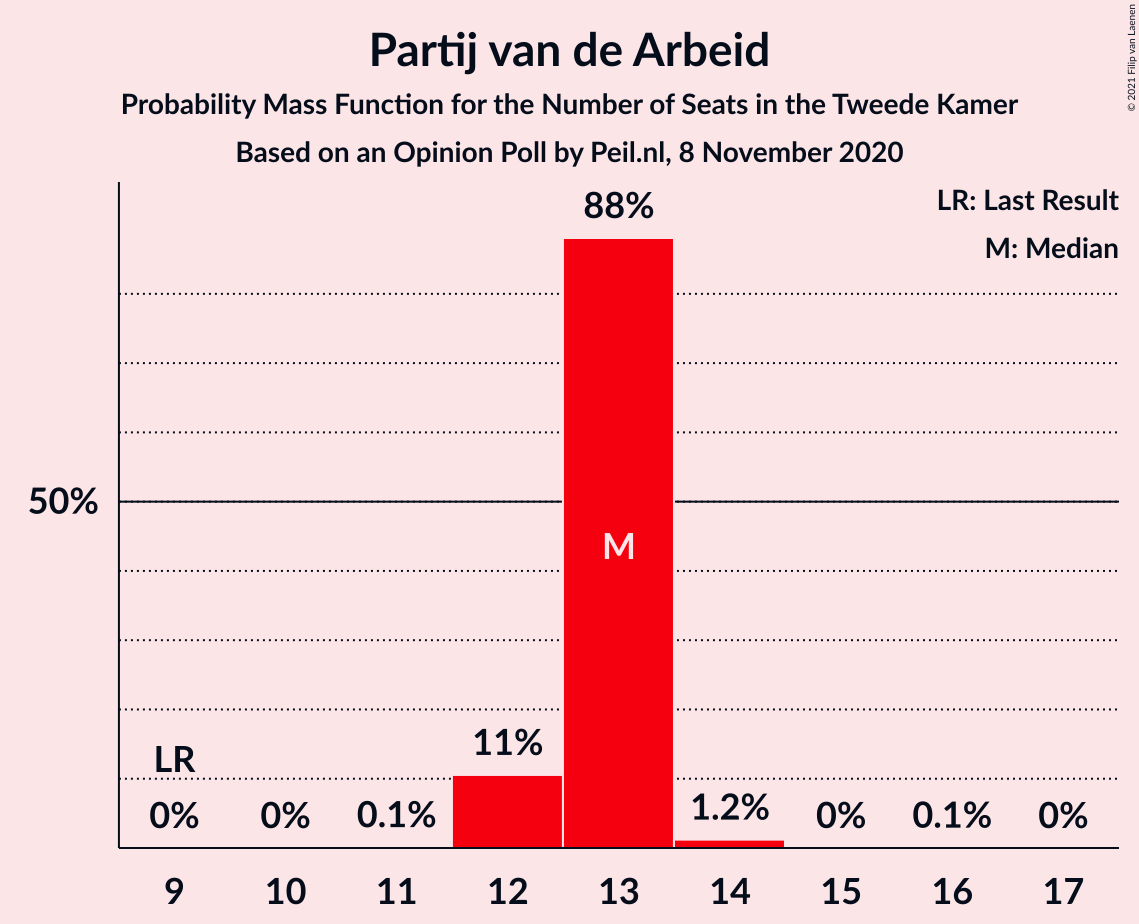 Partij van de Arbeid
Probability Mass Function for the Number of Seats in the Tweede Kamer
Based on an Opinion Poll by Peil.nl, 8 November 2020
© 2021 Filip van Laenen
LR: Last Result
M: Median
88%
50%
M
11%
LR
0%
0%
0.1%
1.2%
0%
0.1%
0%
9 10 11 12 13 14 15 16 17